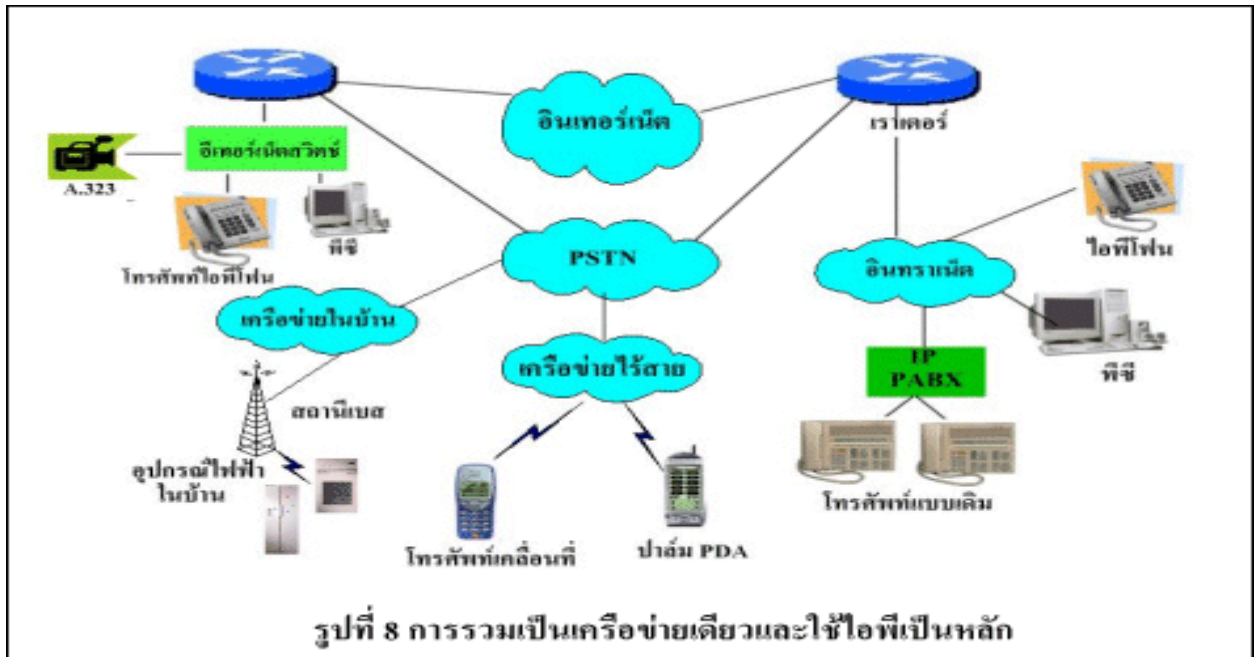 อินเทอร์เน็ต
เราเตอร์
อีเทอร์เน็ตสวิตช์
A.323
พีซี
โทรศัพท์ไอพีโฟน
PSTN
ไอพีโฟน
อินทราเน็ต
เครือข่ายในบ้าน
เครือข่ายไร้สาย
IP
PABX
พีซี
สถานีเบส
อุปกรณ์ไฟฟ้า
ในบ้าน
โทรศัพท์แบบเดิม
โทรศัพท์เคลื่อนที่
ปาล์ม PDA
รูปที่ 8 การรวมเป็นเครือข่ายเดียวและใช้ไอพีเป็นหลัก